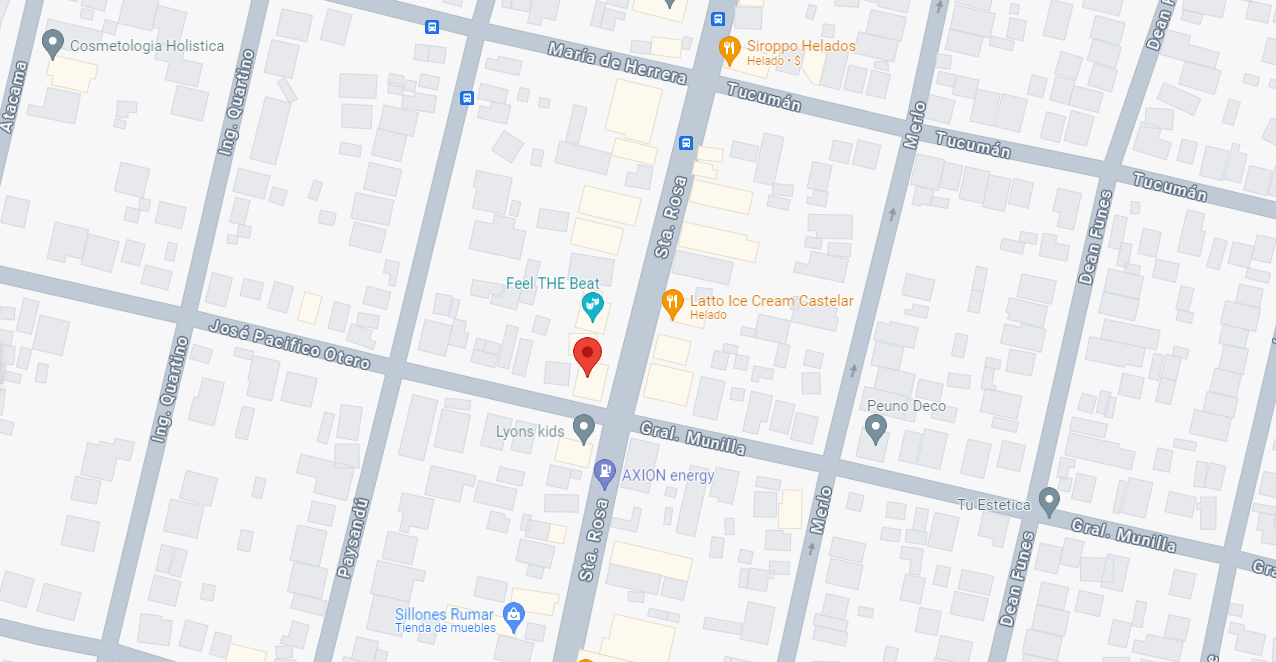 Cosmetologia Holistica
María de Herrera
Siroppo Helados
Helado • $
Dean
Atacama
Ing. Quartino
Tucumán
Merlo
Tucumán
Tucumán
Sta. Rosa
Dean Funes
Feel THE Beat
Latto Ice Cream Castelar
Helado
José Pacífico Otero
Ing. Quartino
Peuno Deco
Lyons kids
Gral. Munilla
AXION energy
Tu Estetica
Paysandú
Sta. Rosa
Merlo
Gral. Munilla
Dean Funes
Sillones Rumar
Tienda de muebles